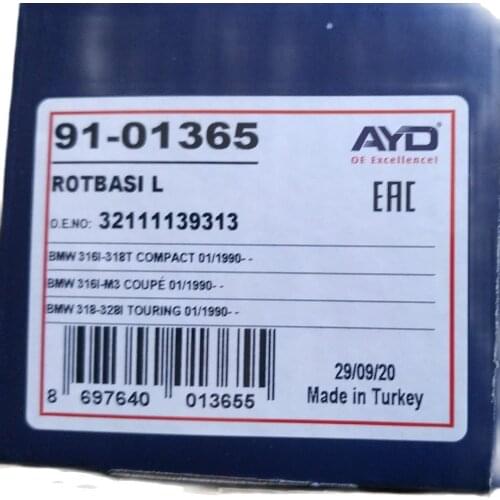 91-01365
AYD
OE Excellence!
ROTBASI L
EAC
O.E.NO: 32111139313
BMW 316I-318T COMPACT 01/1990- -
BMW 316I-M3 COUPÉ 01/1990- -
BMW 318-328I TOURING 01/1990- -
8 697640 013655
29/09/20
Made in Turkey